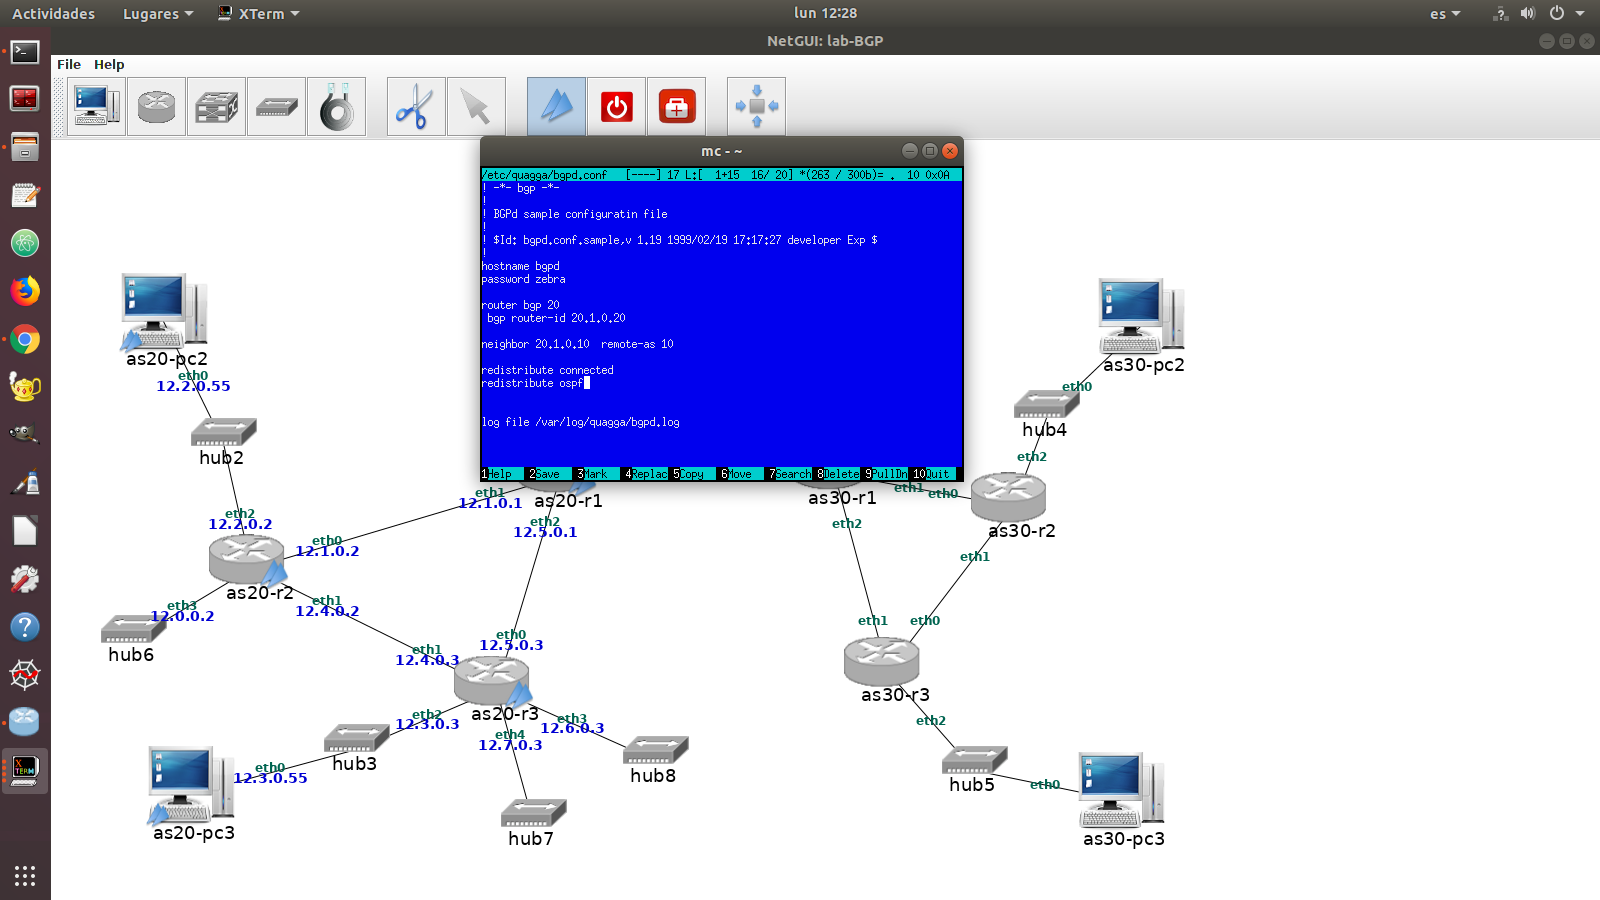 Actividades Lugares XTerm lun 12:28 es
NetGUI: lab-BGP
File Help
mc - ~
/etc/quagga/bgpd.conf [----] 17 L:[ 1+15 16/ 20] *(263 / 300b)= . 10 0x0A
! -*- bgp -*-
!
! BGPd sample configuratin file
!
! $Id: bgpd.conf.sample,v 1.19 1999/02/19 17:17:27 developer Exp $
!
hostname bgpd
password zebra
router bgp 20
bgp router-id 20.1.0.20
neighbor 20.1.0.10 remote-as 10
redistribute connected
redistribute ospf
log file /var/log/quagga/bgpd.log
1Help 2Save 3Mark 4Replac 5Copy 6Move 7Search 8Delete 9PullDn 10Quit
as20-pc2
eth0
12.2.0.55
hub2
eth2
12.2.0.2
eth0
12.1.0.2
as20-r2
eth1
12.1.0.1
as20-r1
eth2
12.5.0.1
eth3
12.0.0.2
hub6
eth1
12.4.0.2
eth1
12.4.0.3
eth0
12.5.0.3
as20-r3
eth2
12.3.0.3
eth4
12.7.0.3
eth3
12.6.0.3
hub3
eth0
12.3.0.55
as20-pc3
hub8
hub7
as30-pc2
eth0
hub4
eth2
as30-r1
eth1
eth0
as30-r2
eth2
eth1
eth1
eth0
as30-r3
eth2
hub5
eth0
as30-pc3
X
TERM